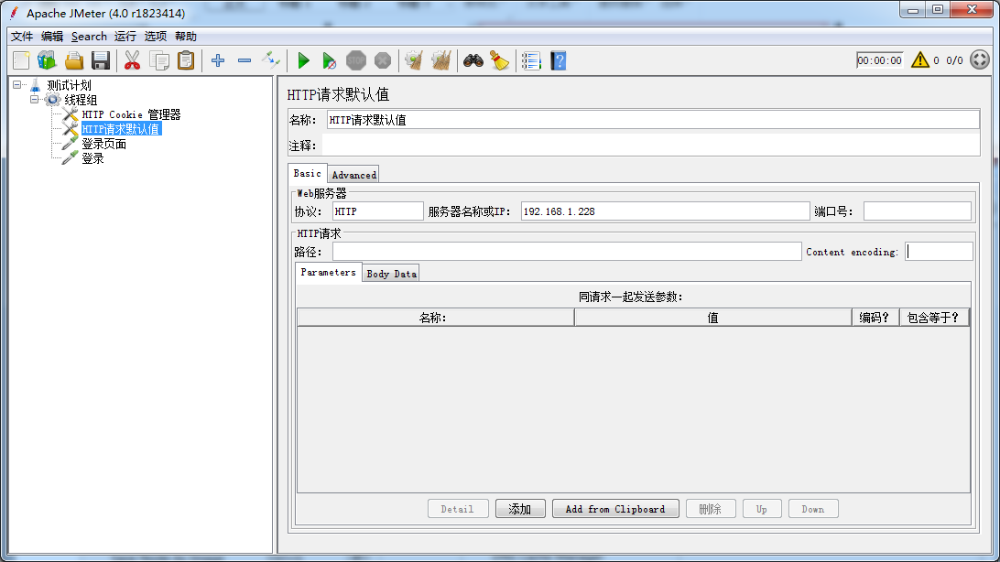 Apache JMeter (4.0 r1823414)
文件 编辑 Search 运行 选项 帮助
STOP 00:00:00 0 0/0
测试计划
线程组
HTTP Cookie 管理器
HTTP请求默认值
登录页面
登录
HTTP请求默认值
名称: HTTP请求默认值
注释:
Basic Advanced
Web服务器
协议: HTTP 服务器名称或IP: 192.168.1.228 端口号:
HTTP请求
路径: Content encoding:
Parameters Body Data
同请求一起发送参数:
名称: 值 编码? 包含等于?
Detail 添加 Add from Clipboard 删除 Up Down